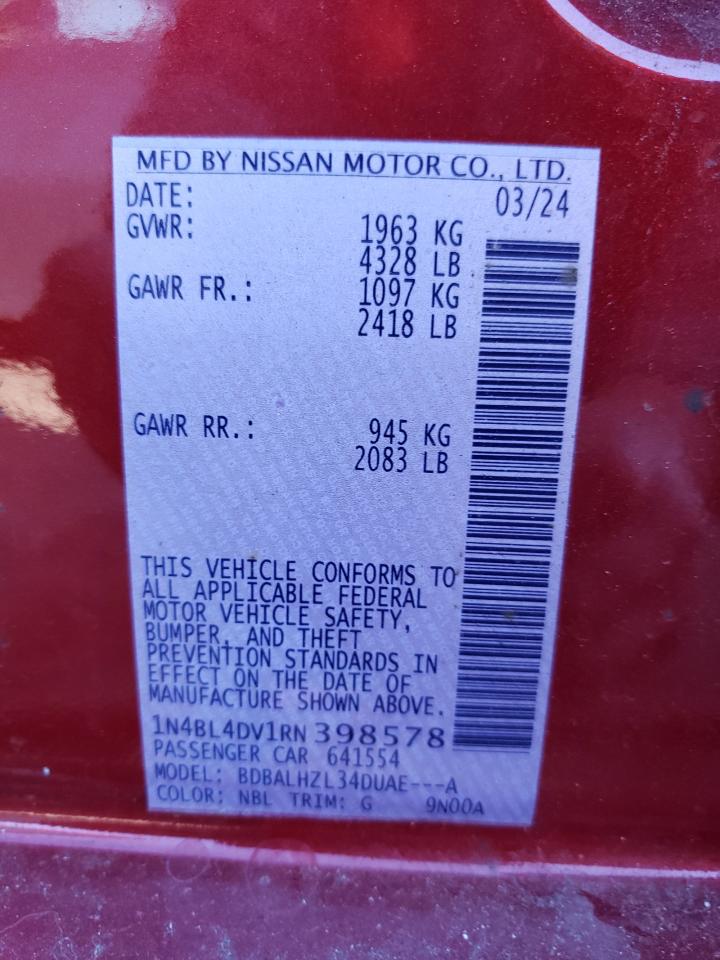 MFD BY NISSAN MOTOR CO., LTD.
DATE: 03/24
GVWR: 1963 KG
4328 LB
GAWR FR.: 1097 KG
2418 LB
GAWR RR.: 945 KG
2083 LB
THIS VEHICLE CONFORMS TO
ALL APPLICABLE FEDERAL
MOTOR VEHICLE SAFETY,
BUMPER, AND THEFT
PREVENTION STANDARDS IN
EFFECT ON THE DATE OF
MANUFACTURE SHOWN ABOVE.
1N4BL4DV1RN 398578
PASSENGER CAR 641554
MODEL: BDBALHZL34DUAE---A
COLOR: NBL TRIM: G 9N00A